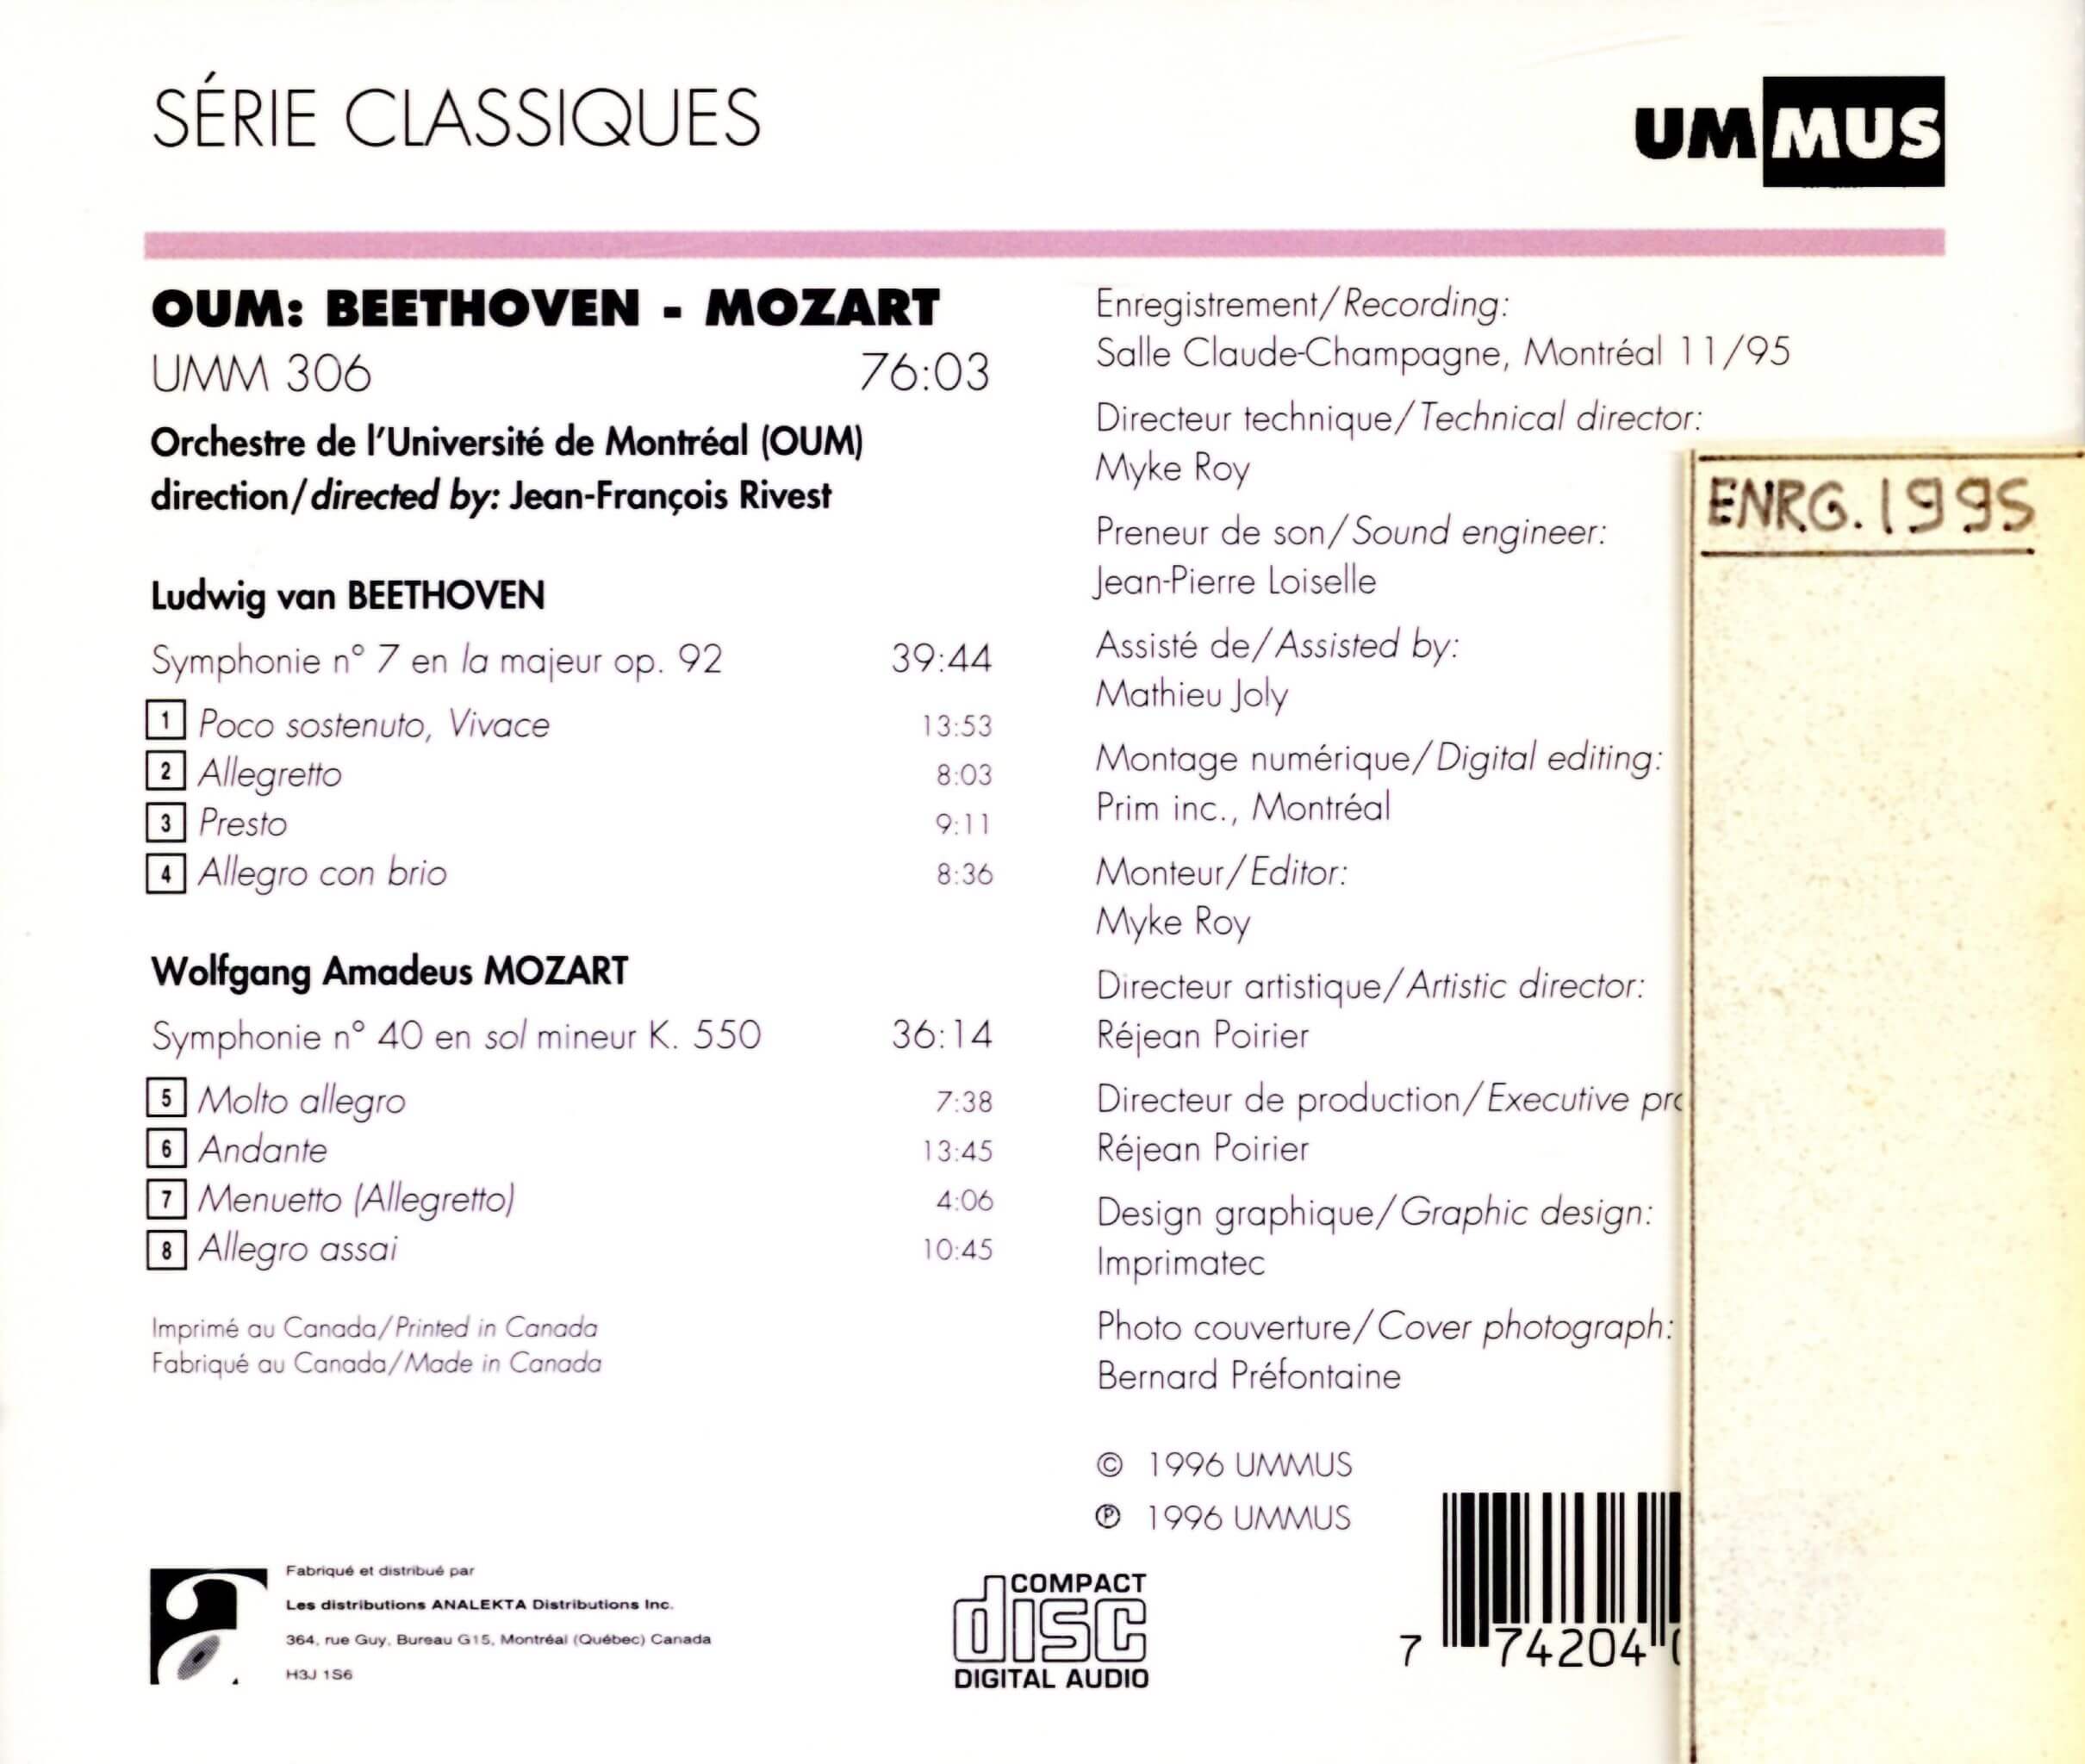 SÉRIE CLASSIQUES
UMMUS
OUM: BEETHOVEN - MOZART
UMM 306 76:03
Orchestre de l'Université de Montréal (OUM)
direction/directed by: Jean-François Rivest
Ludwig van BEETHOVEN
Symphonie n° 7 en la majeur op. 92 39:44
1 Poco sostenuto, Vivace 13:53
2 Allegretto 8:03
3 Presto 9:11
4 Allegro con brio 8:36
Wolfgang Amadeus MOZART
Symphonie n° 40 en sol mineur K. 550 36:14
5 Molto allegro 7:38
6 Andante 13:45
7 Menuetto (Allegretto) 4:06
8 Allegro assai 10:45
Imprimé au Canada/Printed in Canada
Fabriqué au Canada/Made in Canada
Enregistrement/Recording:
Salle Claude-Champagne, Montréal 11/95
Directeur technique/Technical director:
Myke Roy
Preneur de son/Sound engineer:
Jean-Pierre Loiselle
Assisté de/Assisted by:
Mathieu Joly
Montage numérique/Digital editing:
Prim inc., Montréal
Monteur/Editor:
Myke Roy
Directeur artistique/Artistic director:
Réjean Poirier
Directeur de production/Executive
Réjean Poirier
Design graphique/Graphic design:
Imprimatec
Photo couverture/Cover photograph:
Bernard Préfontaine
© 1996 UMMUS
℗ 1996 UMMUS
ENRG. 1995
Fabriqué et distribué par
Les distributions ANALEKTA Distributions Inc.
364, rue Guy, Bureau G15, Montréal (Québec) Canada
H3J 1S6
COMPACT
disc
DIGITAL AUDIO
7 74204